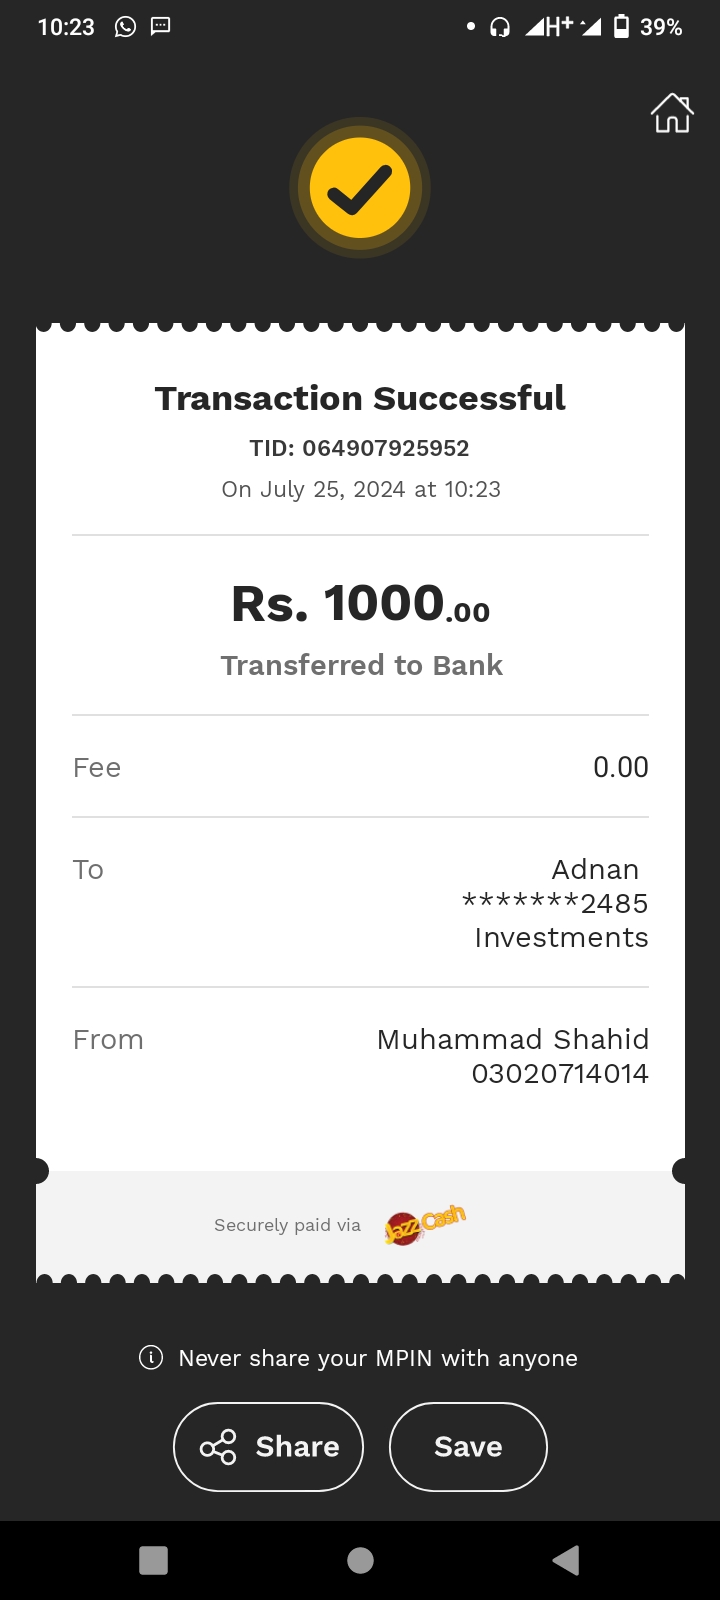 10:23 H+ 39%
Transaction Successful
TID: 064907925952
On July 25, 2024 at 10:23
Rs. 1000.00
Transferred to Bank
Fee 0.00
To Adnan
*******2485
Investments
From Muhammad Shahid
03020714014
Securely paid via JazzCash
Never share your MPIN with anyone
Share Save